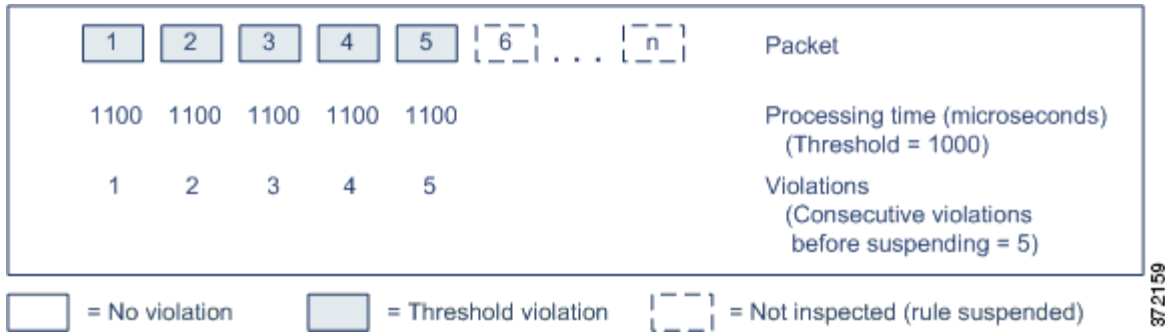 1 2 3 4 5 6 . . . n Packet
1100 1100 1100 1100 1100 Processing time (microseconds)
(Threshold = 1000)
1 2 3 4 5 Violations
(Consecutive violations
before suspending = 5)
= No violation = Threshold violation = Not inspected (rule suspended)
372159